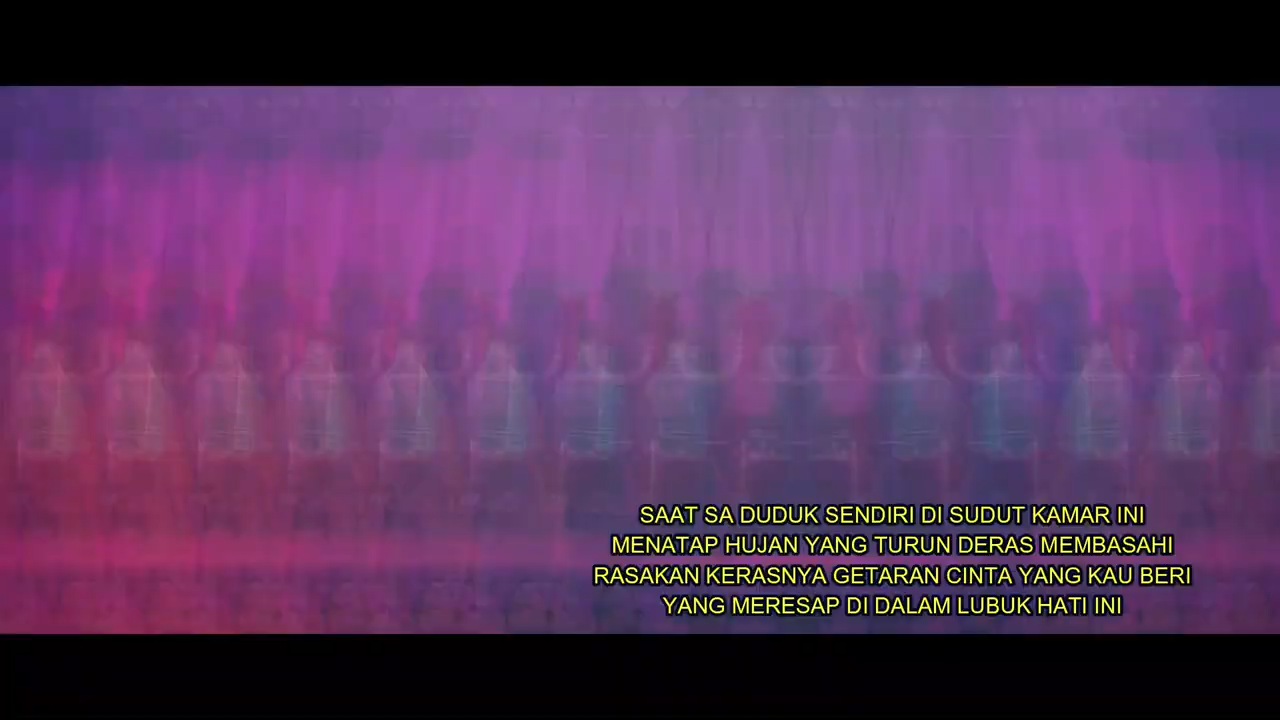 SAAT SA DUDUK SENDIRI DI SUDUT KAMAR INI
MENATAP HUJAN YANG TURUN DERAS MEMBASAHI
RASAKAN KERASNYA GETARAN CINTA YANG KAU BERI
YANG MERESAP DI DALAM LUBUK HATI INI